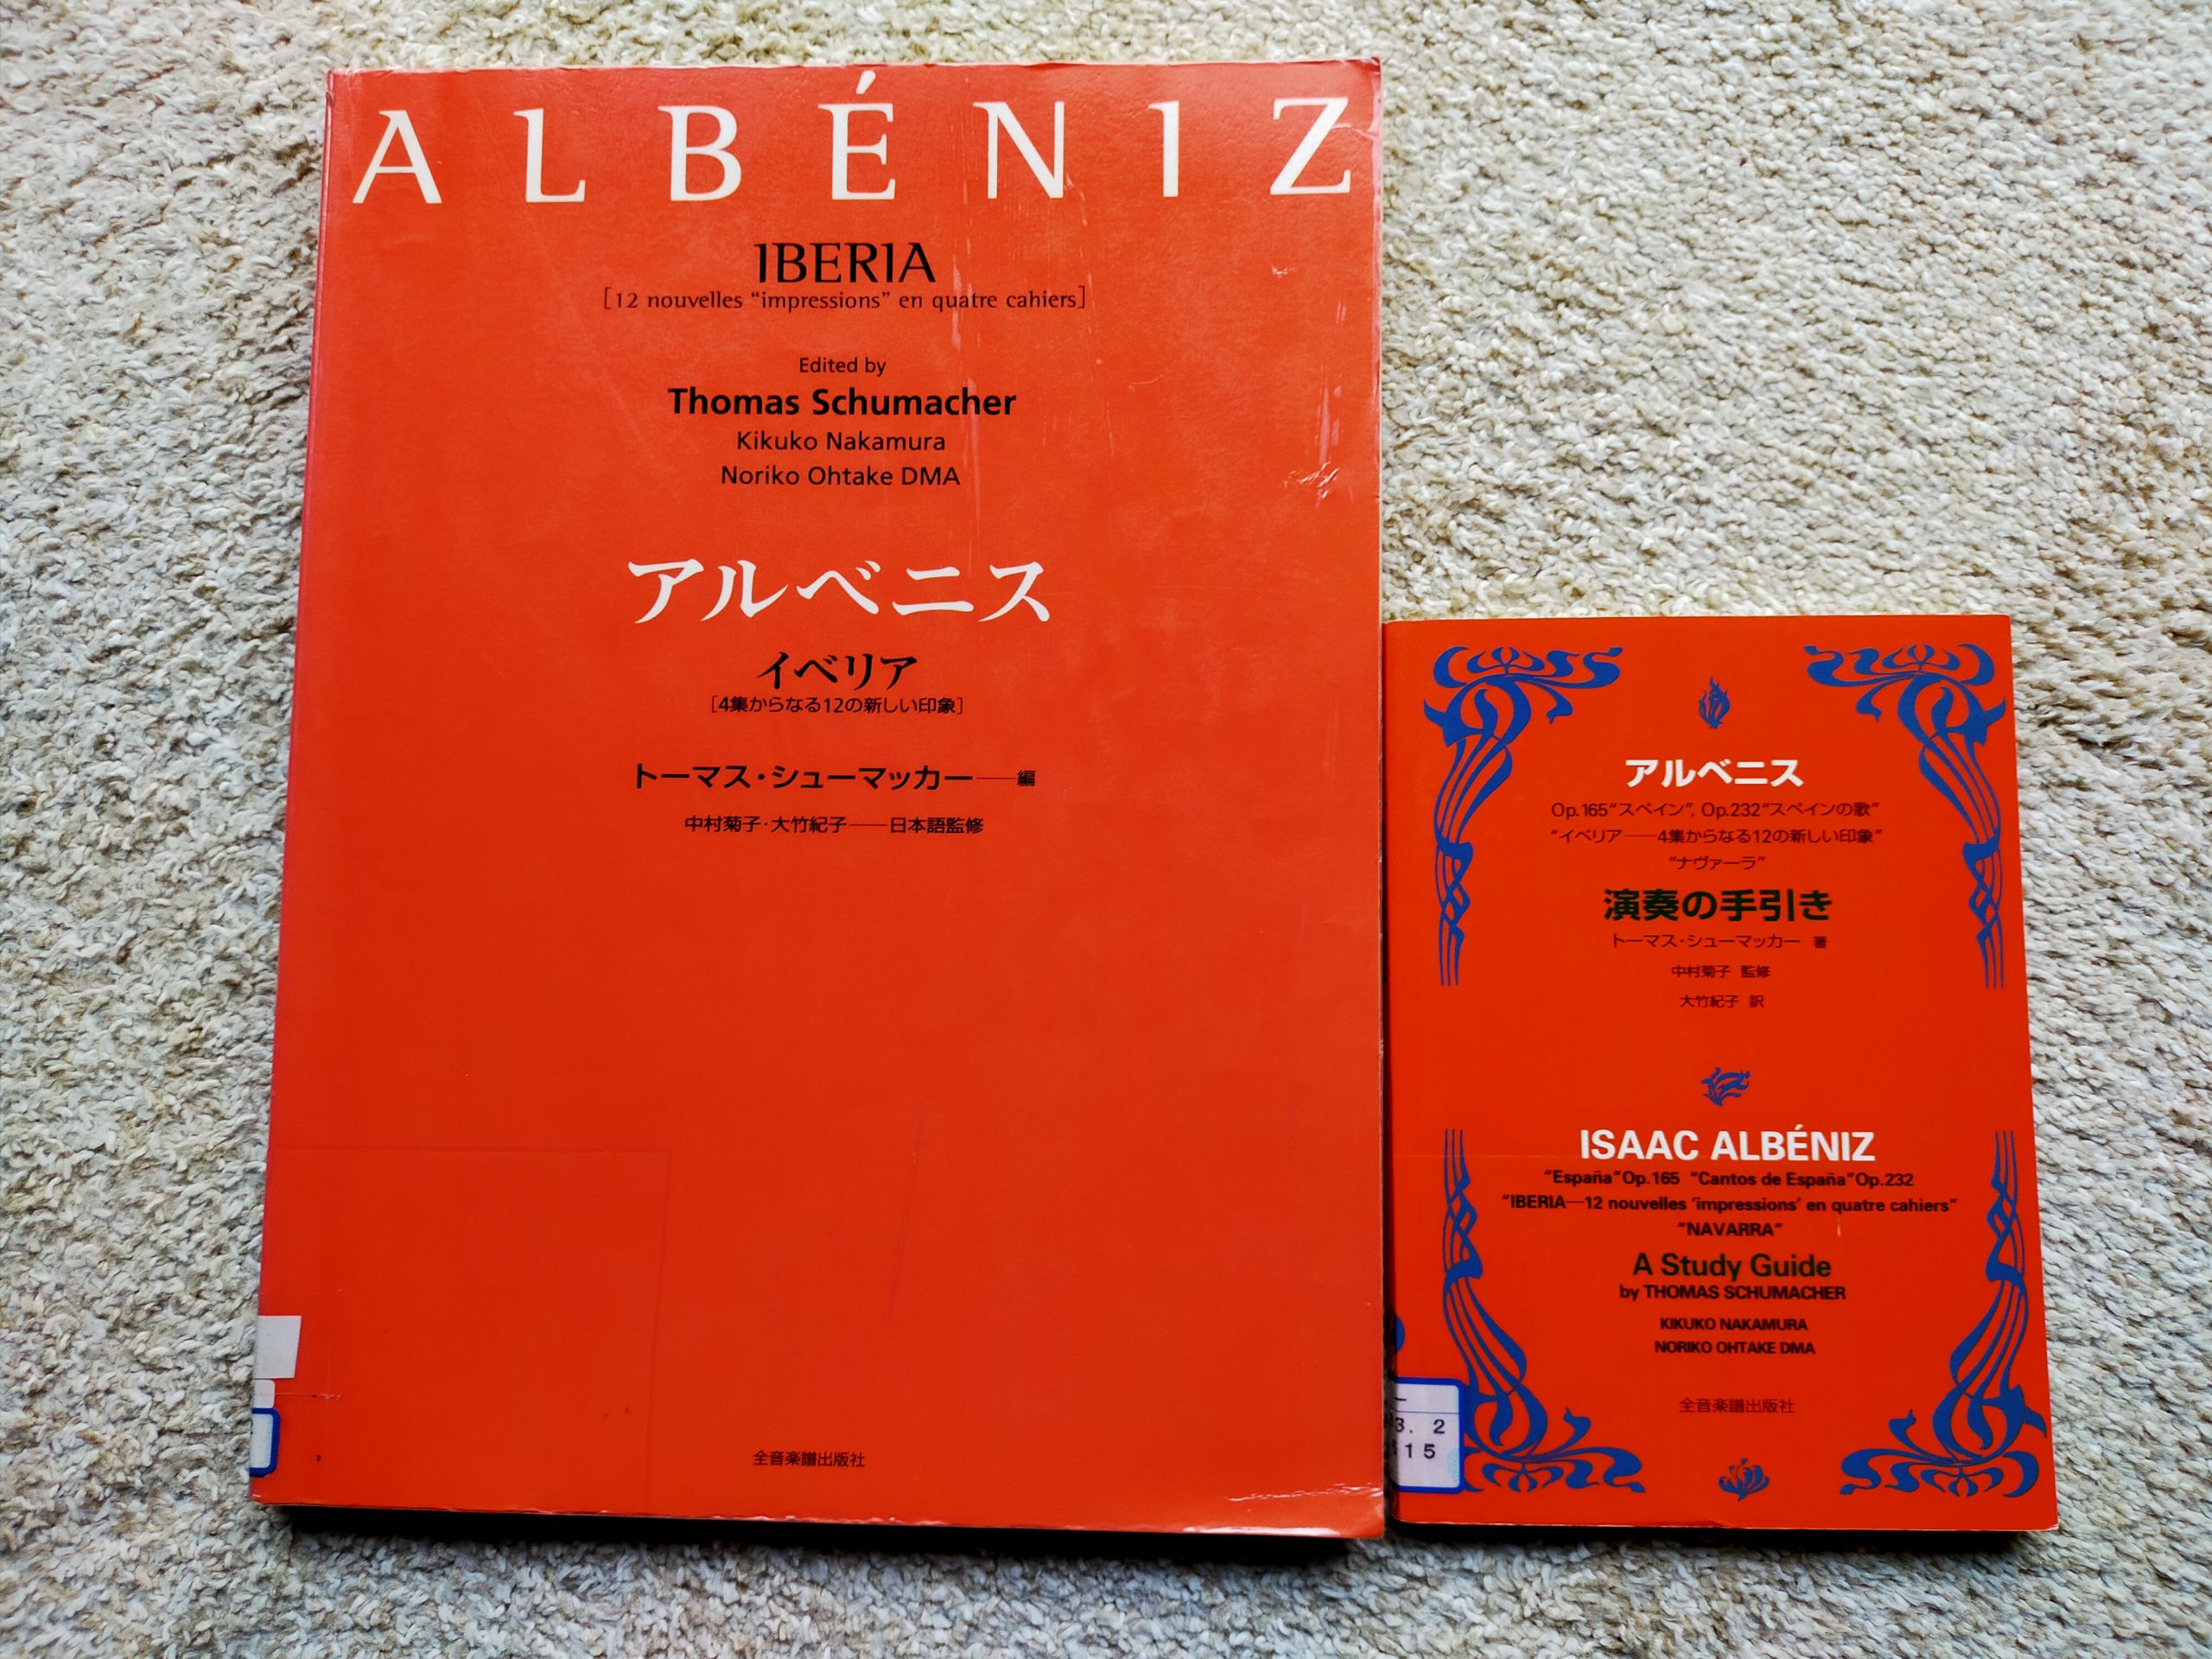 ALBÉNIZ
IBERIA
[12 nouvelles “impressions” en quatre cahiers]
Edited by
Thomas Schumacher
Kikuko Nakamura
Noriko Ohtake DMA
アルベニス
イベリア
[4集からなる12の新しい印象]
トーマス・シューマッカー——編
中村菊子・大竹紀子——日本語監修
全音楽譜出版社
アルベニス
Op.165“スペイン”, Op.232“スペインの歌”
“イベリア——4集からなる12の新しい印象”
“ナヴァーラ”
演奏の手引き
トーマス・シューマッカー 著
中村菊子 監修
大竹紀子 訳
ISAAC ALBÉNIZ
“España”Op.165 “Cantos de España”Op.232
“IBERIA—12 nouvelles ‘impressions’ en quatre cahiers”
“NAVARRA”
A Study Guide
by THOMAS SCHUMACHER
KIKUKO NAKAMURA
NORIKO OHTAKE DMA
全音楽譜出版社
3. 2
15